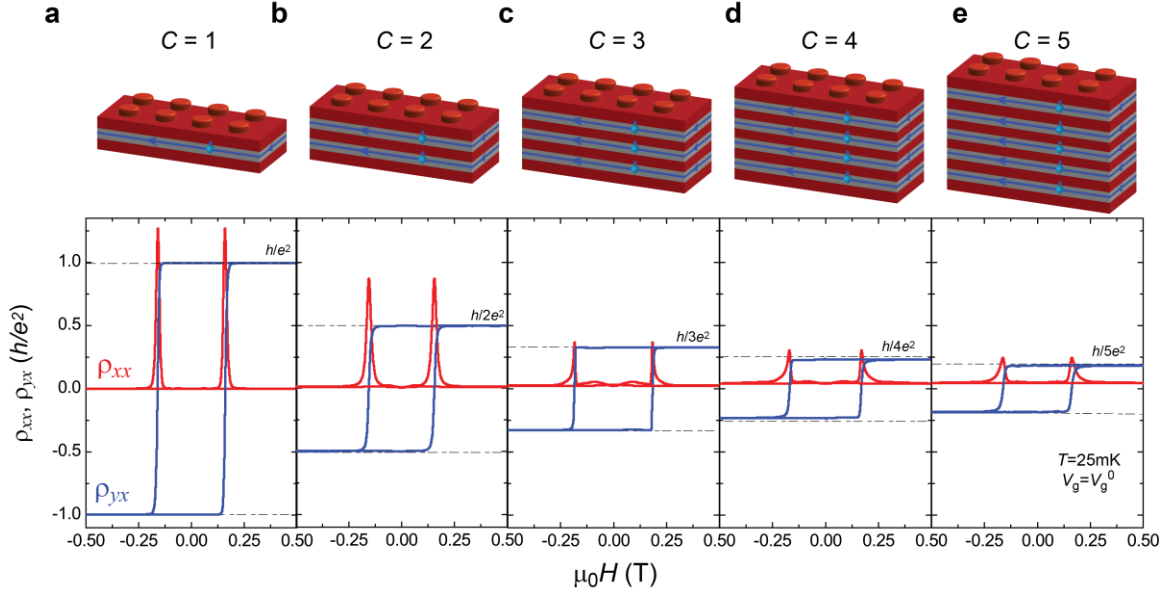 a b c d e
C = 1 C = 2 C = 3 C = 4 C = 5
h/e²
h/2e²
h/3e²
h/4e²
h/5e²
ρxx
ρyx
T=25mK
Vg=Vg⁰
ρxx, ρyx (h/e²)
1.0
0.5
0.0
-0.5
-1.0
-0.50 -0.25 0.00 0.25 0.50 -0.25 0.00 0.25 0.50 -0.25 0.00 0.25 0.50 -0.25 0.00 0.25 0.50 -0.25 0.00 0.25 0.50
μ₀H (T)